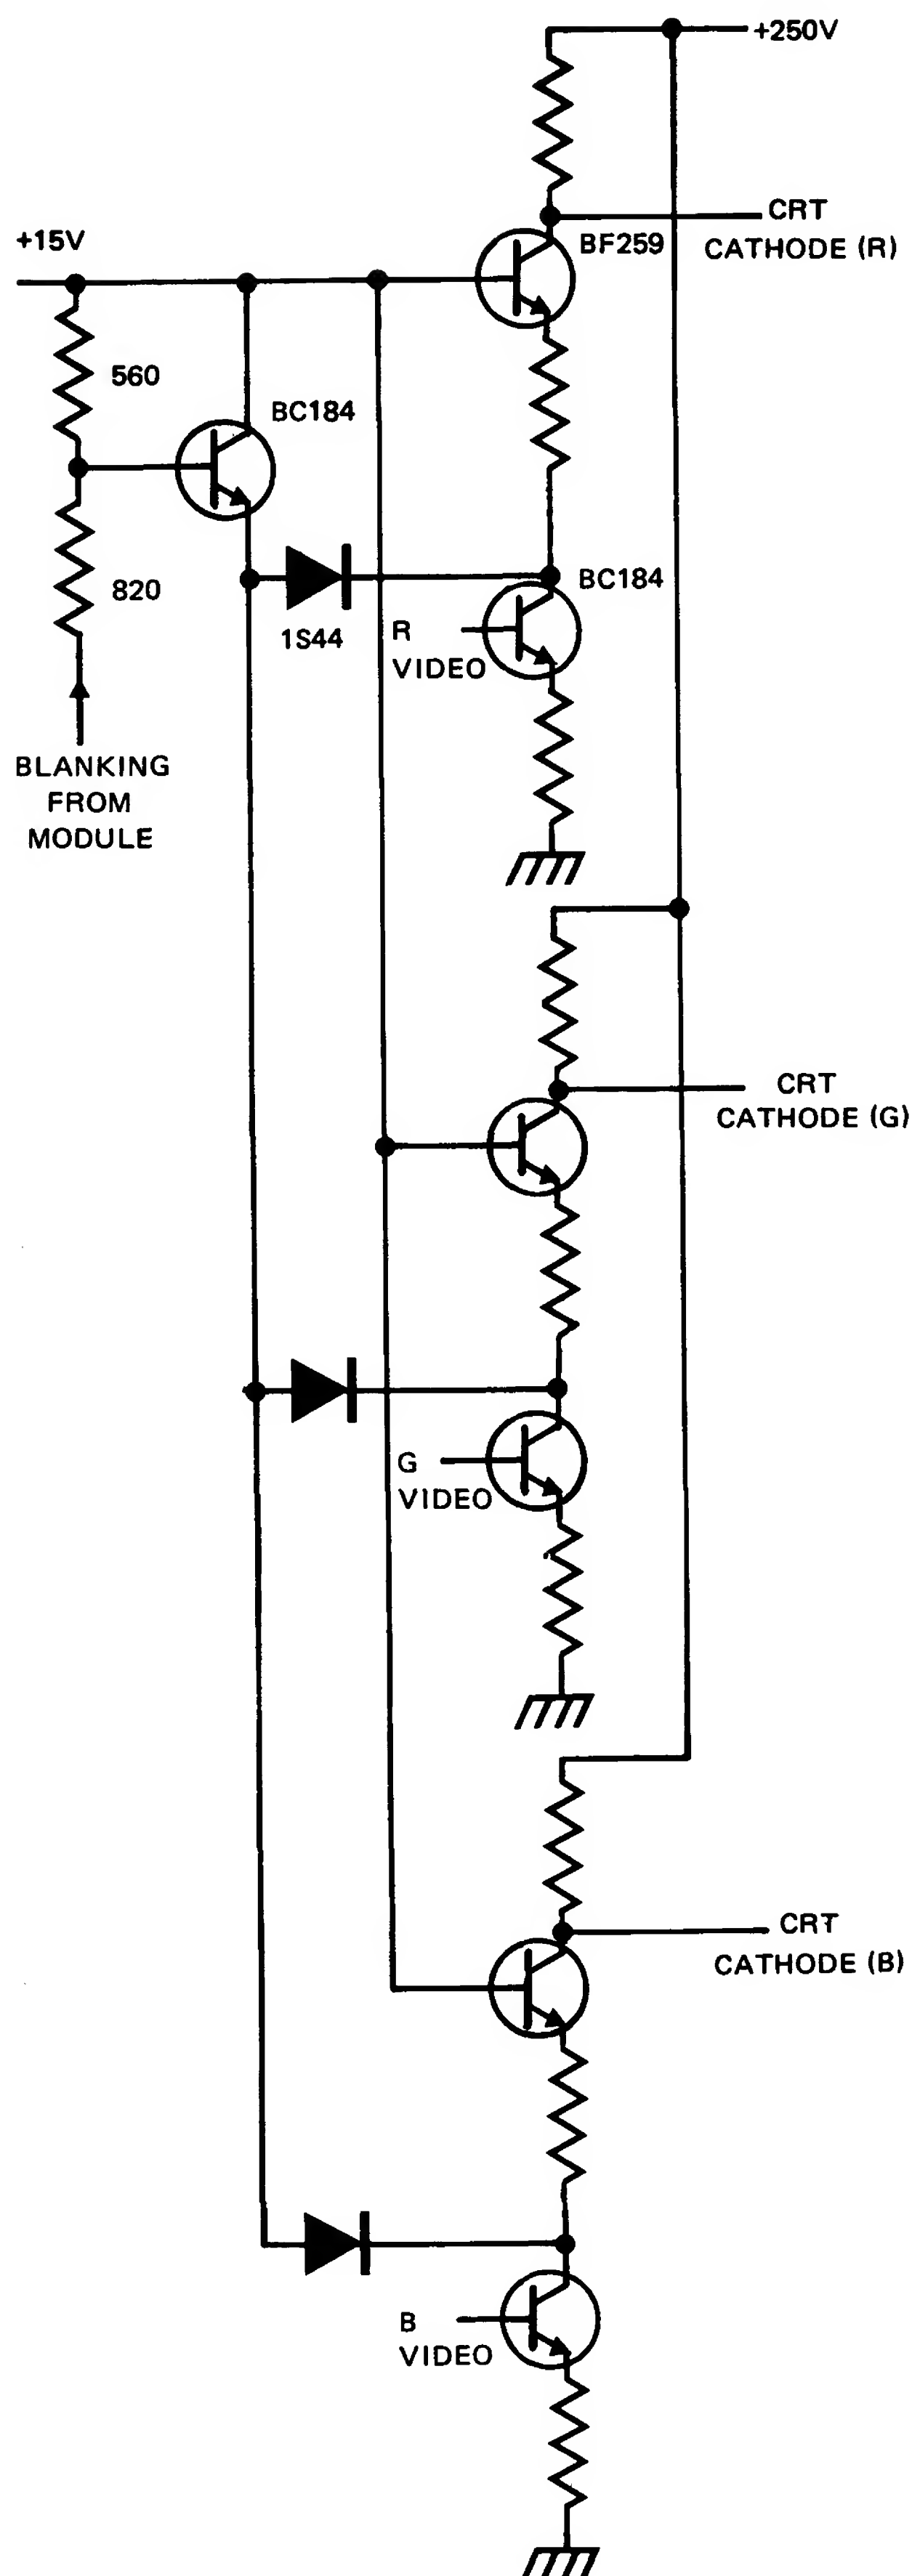 +250V
CRT
CATHODE (R)
+15V
BF259
560
BC184
820
1S44
BC184
R
VIDEO
BLANKING
FROM
MODULE
CRT
CATHODE (G)
G
VIDEO
CRT
CATHODE (B)
B
VIDEO